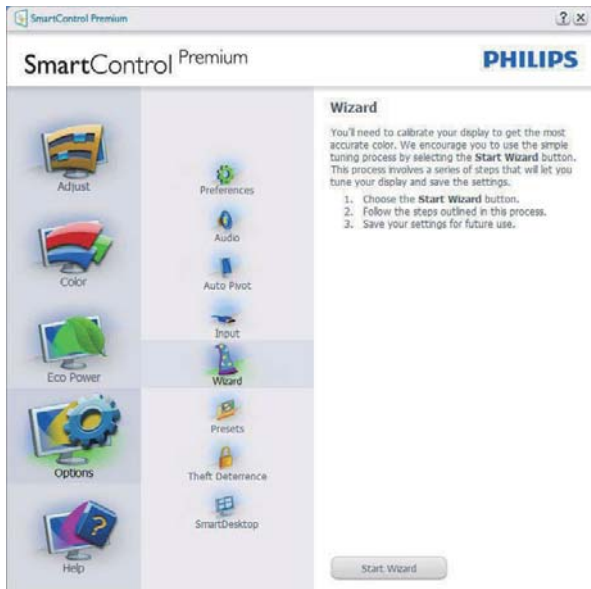 SmartControl Premium
? X
SmartControl Premium
PHILIPS
Adjust
Color
Eco Power
Options
Help
Preferences
Audio
Auto Pivot
Input
Wizard
Presets
Theft Deterrence
SmartDesktop
Wizard
You'll need to calibrate your display to get the most
accurate color. We encourage you to use the simple
tuning process by selecting the Start Wizard button.
This process involves a series of steps that will let you
tune your display and save the settings.
1. Choose the Start Wizard button.
2. Follow the steps outlined in this process.
3. Save your settings for future use.
Start Wizard